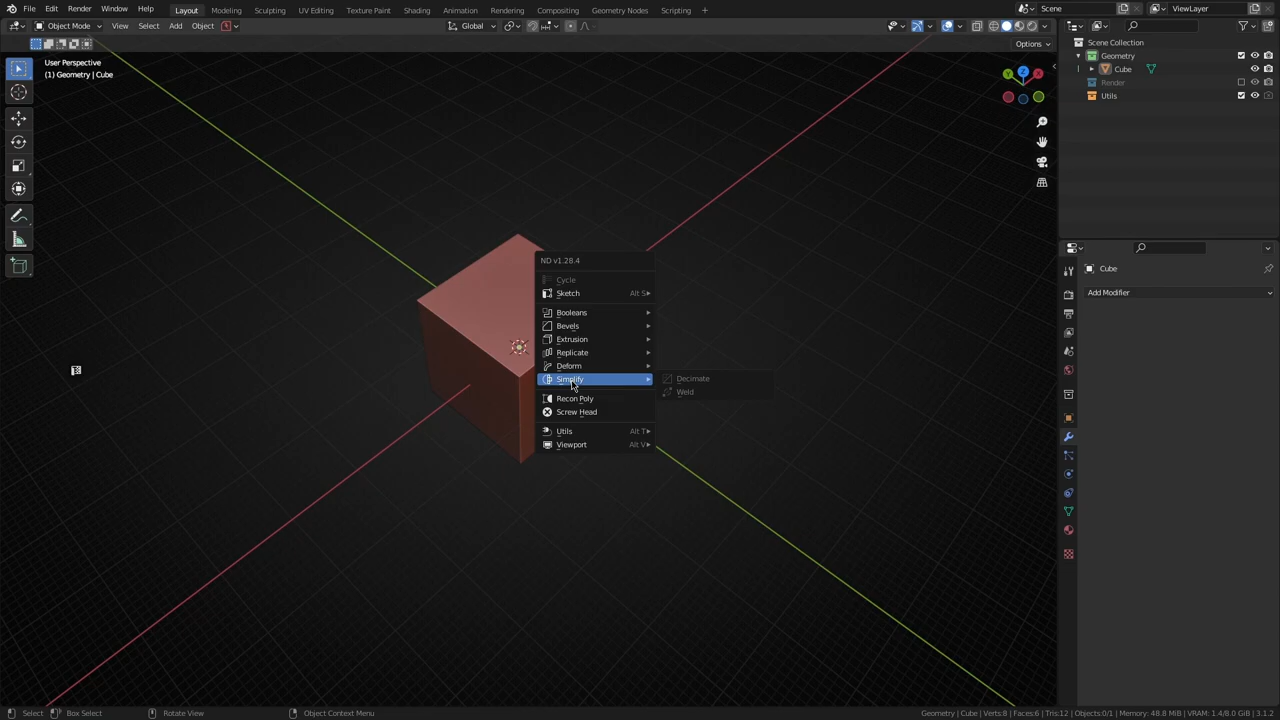 File Edit Render Window Help Layout Modeling Sculpting UV Editing Texture Paint Shading Animation Rendering Compositing Geometry Nodes Scripting + Scene ViewLayer
Object Mode View Select Add Object Global
Options
User Perspective
(1) Geometry | Cube
Y Z X
Scene Collection
Geometry
Cube
Render
Utils
Cube
Add Modifier
ND v1.28.4
Cycle
Sketch Alt S
Booleans
Bevels
Extrusion
Replicate
Deform
Simplify
Decimate
Weld
Recon Poly
Screw Head
Utils Alt T
Viewport Alt V
Select Box Select Rotate View Object Context Menu Geometry | Cube | Verts:8 | Faces:6 | Tris:12 | Objects:0/1 | Memory: 48.8 MiB | VRAM: 1.4/8.0 GiB | 3.1.2